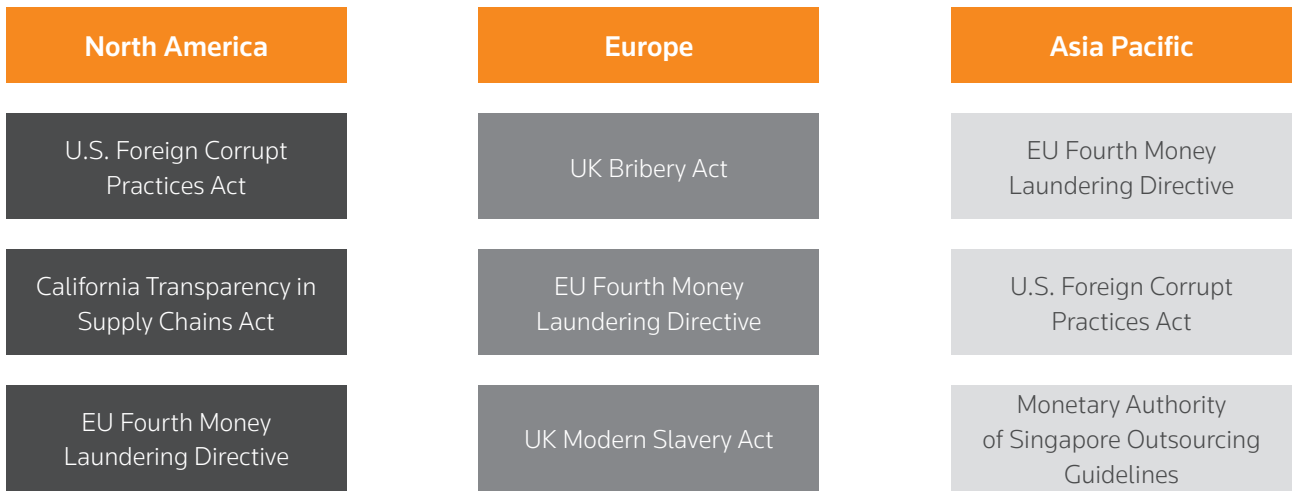 North America
U.S. Foreign Corrupt
Practices Act
California Transparency in
Supply Chains Act
EU Fourth Money
Laundering Directive
Europe
UK Bribery Act
EU Fourth Money
Laundering Directive
UK Modern Slavery Act
Asia Pacific
EU Fourth Money
Laundering Directive
U.S. Foreign Corrupt
Practices Act
Monetary Authority
of Singapore Outsourcing
Guidelines